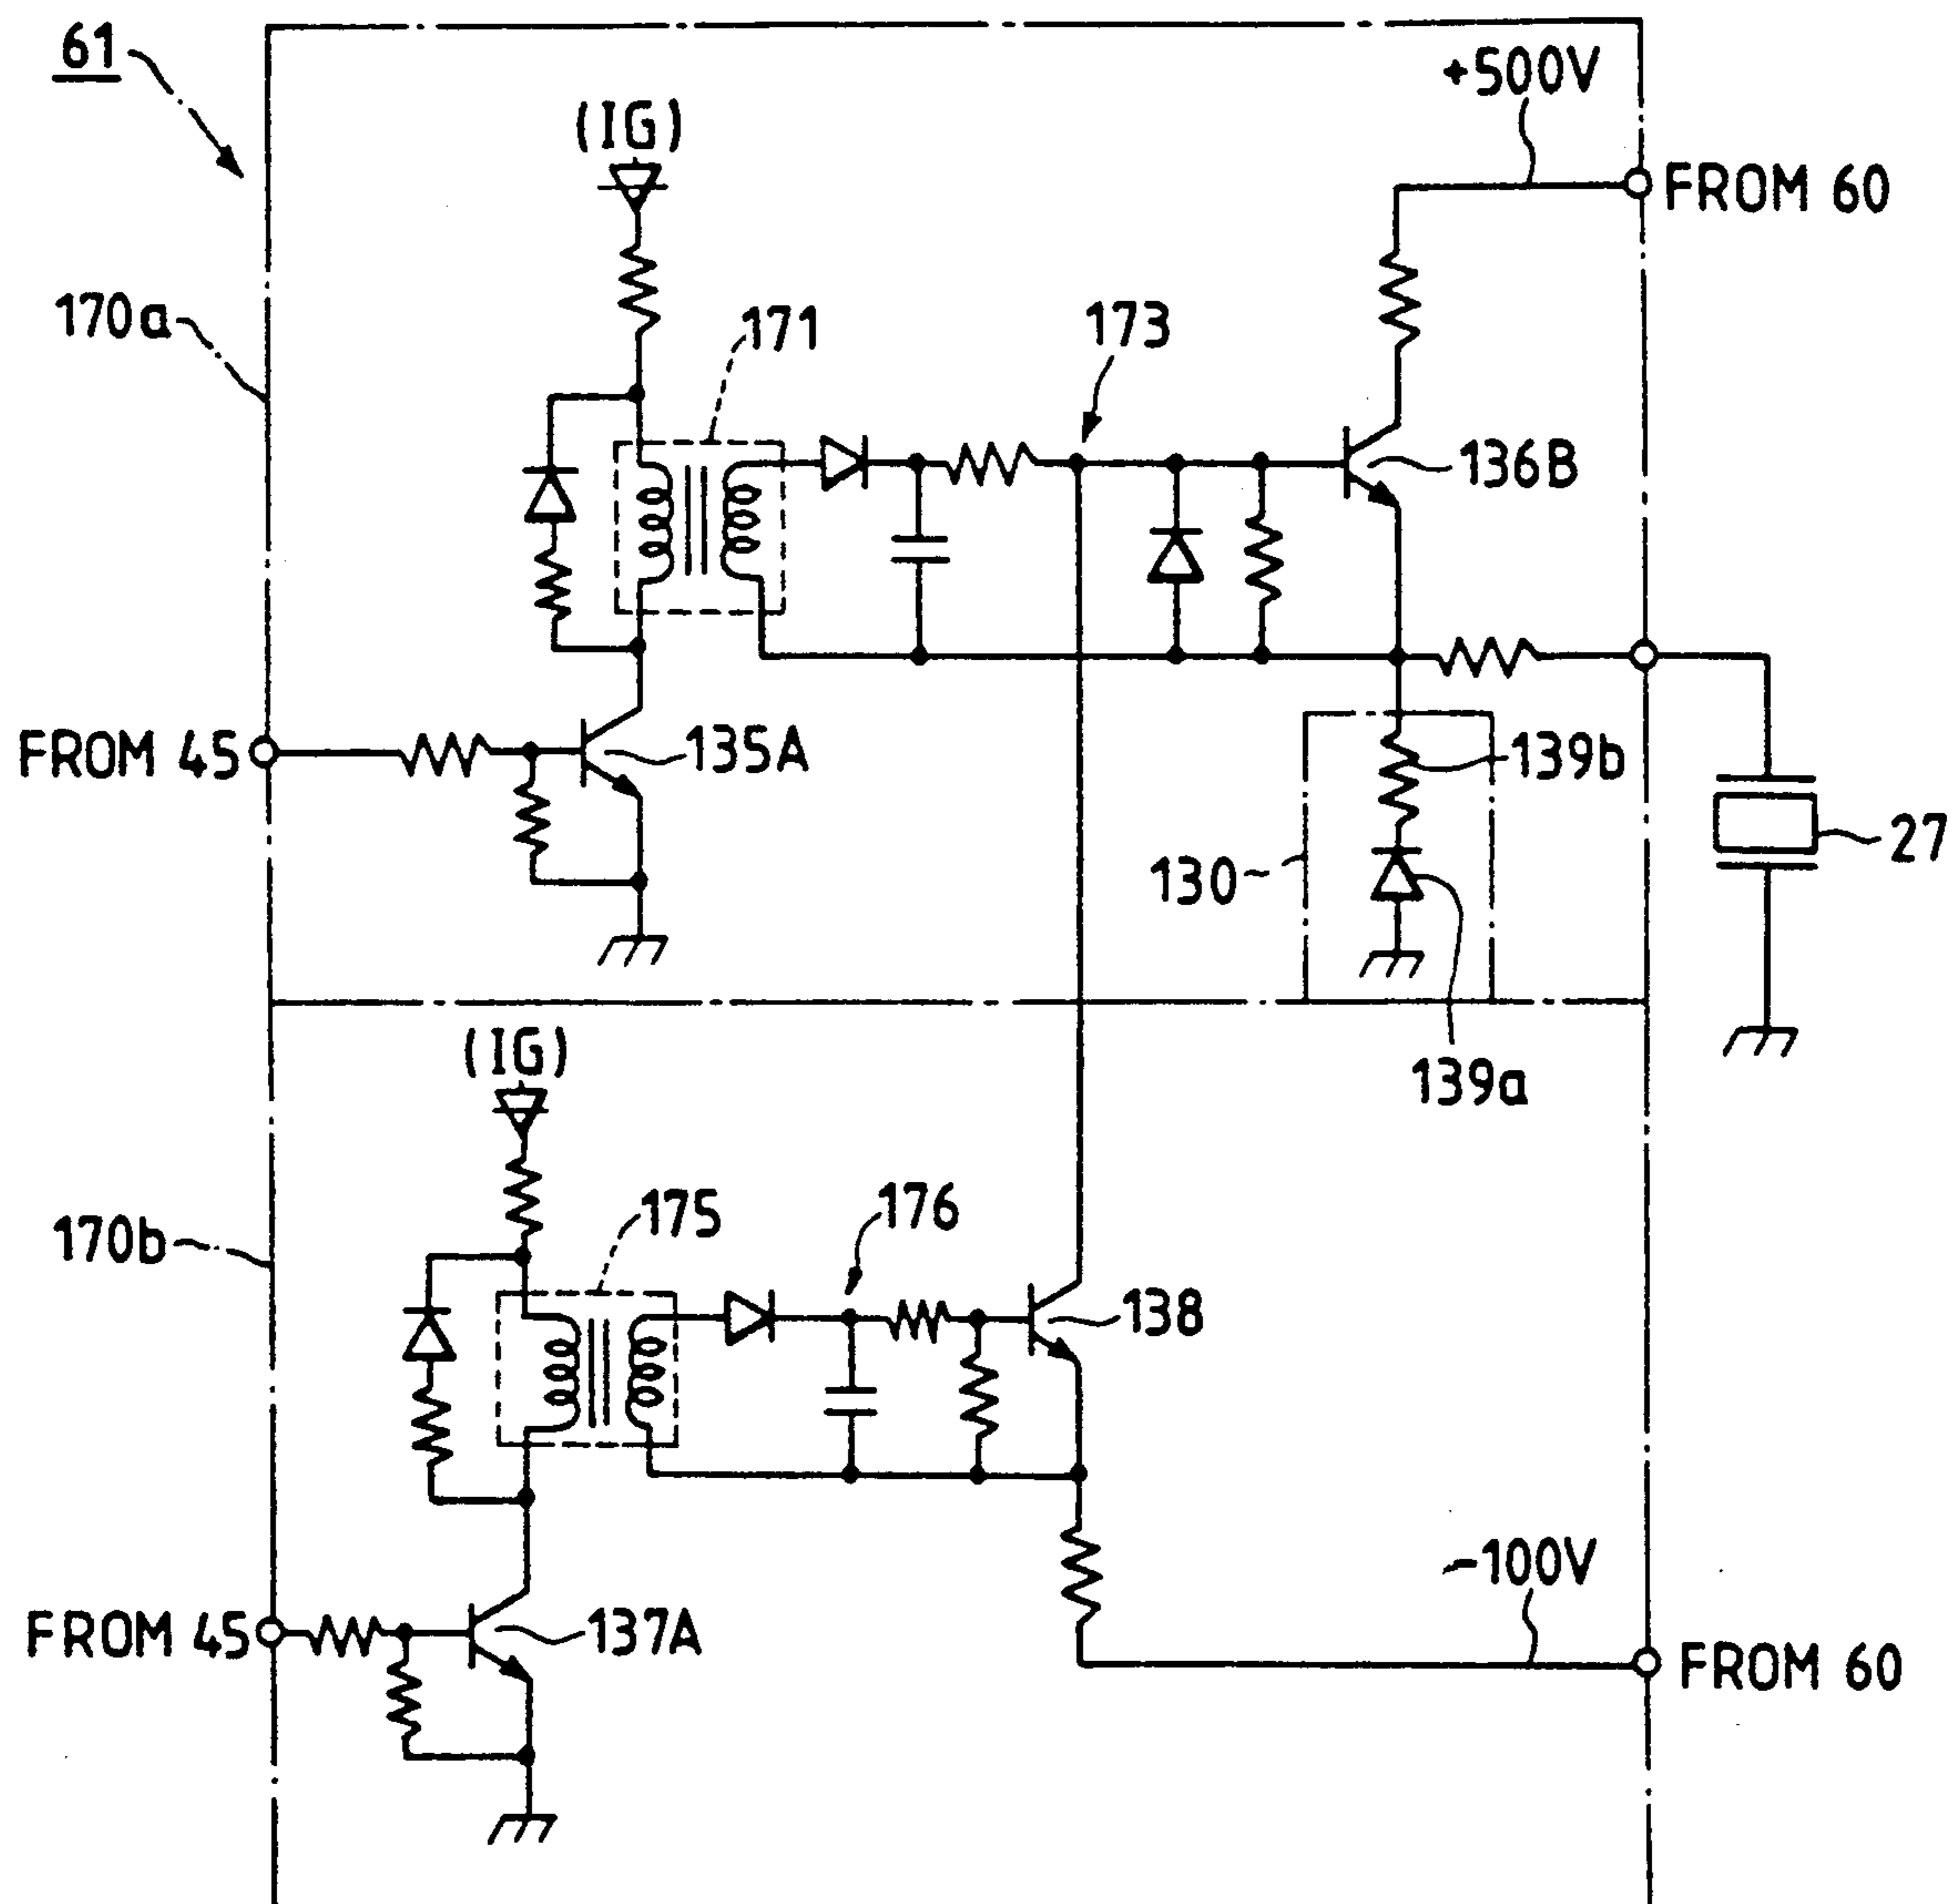 61
+500V
(IG)
FROM 60
170a
171
173
136B
FROM 45
135A
139b
130
27
(IG)
139a
170b
175
176
138
-100V
FROM 45
137A
FROM 60